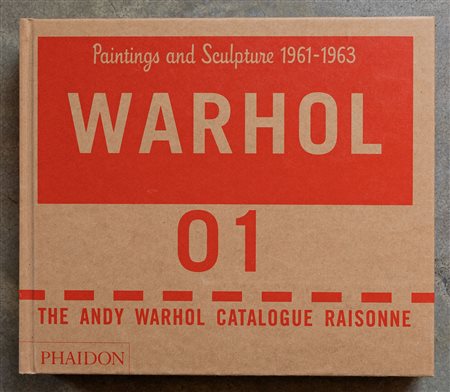 Paintings and Sculpture 1961-1963
WARHOL
01
THE ANDY WARHOL CATALOGUE RAISONNE
PHAIDON